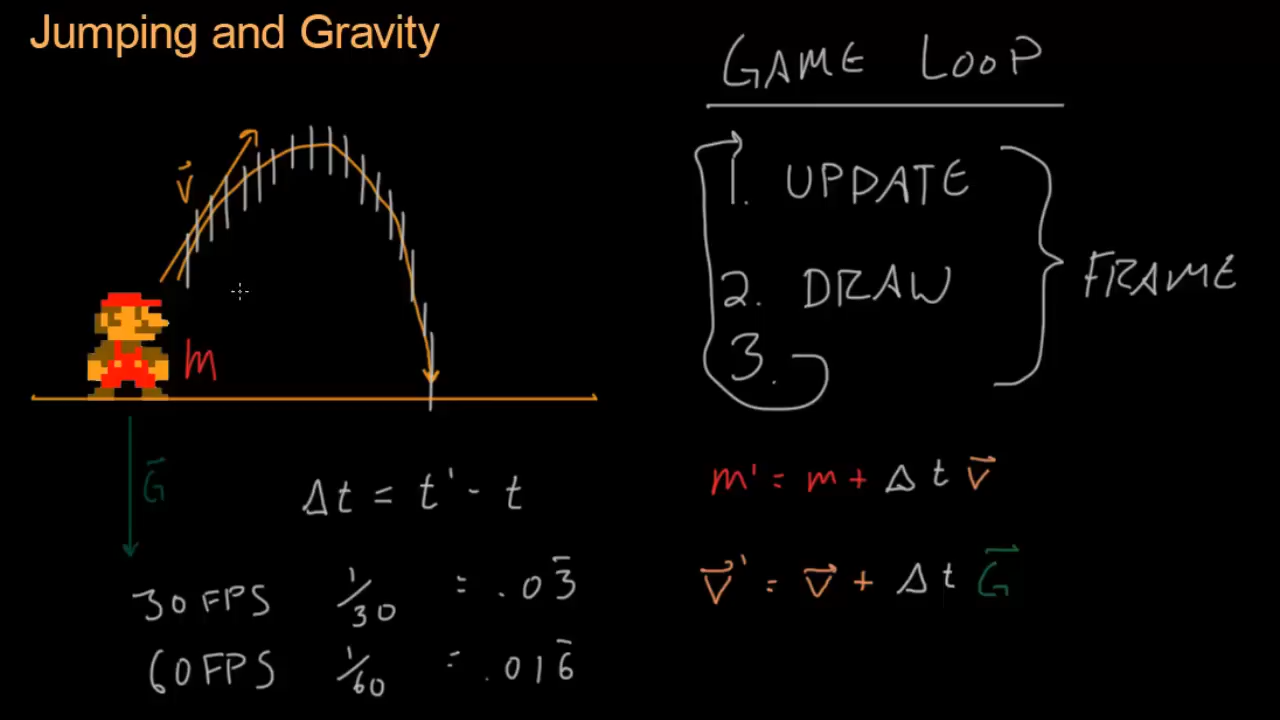 Jumping and Gravity
v⃗
m
G⃗
Δt = t' - t
30 FPS 1/30 = .03̅
60 FPS 1/60 = .016̅
GAME LOOP
1. UPDATE
2. DRAW
3.
FRAME
m' = m + Δt v⃗
v⃗' = v⃗ + Δt G⃗